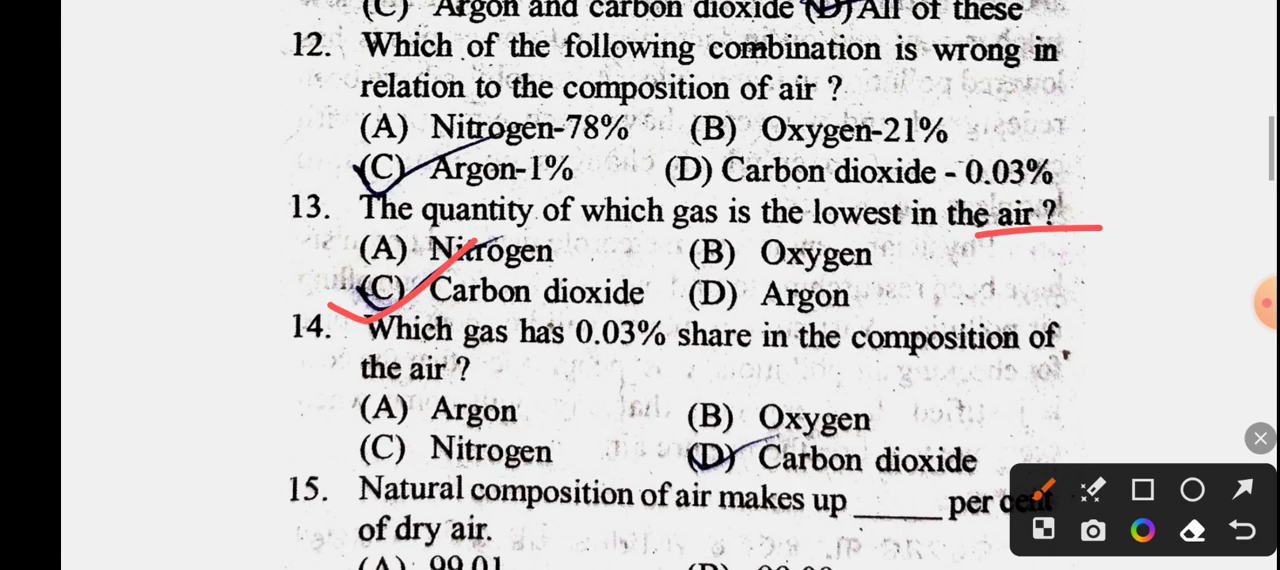 (C) Argon and carbon dioxide (D) All of these
12. Which of the following combination is wrong in
relation to the composition of air ?
(A) Nitrogen-78% (B) Oxygen-21%
(C) Argon-1% (D) Carbon dioxide - 0.03%
13. The quantity of which gas is the lowest in the air ?
(A) Nitrogen (B) Oxygen
(C) Carbon dioxide (D) Argon
14. Which gas has 0.03% share in the composition of
the air ?
(A) Argon (B) Oxygen
(C) Nitrogen (D) Carbon dioxide
15. Natural composition of air makes up ______ per cent
of dry air.
(A) 99.01 (B)